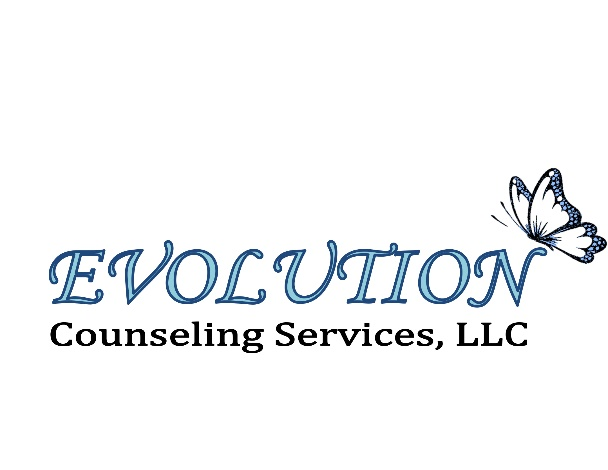 EVOLUTION
Counseling Services, LLC